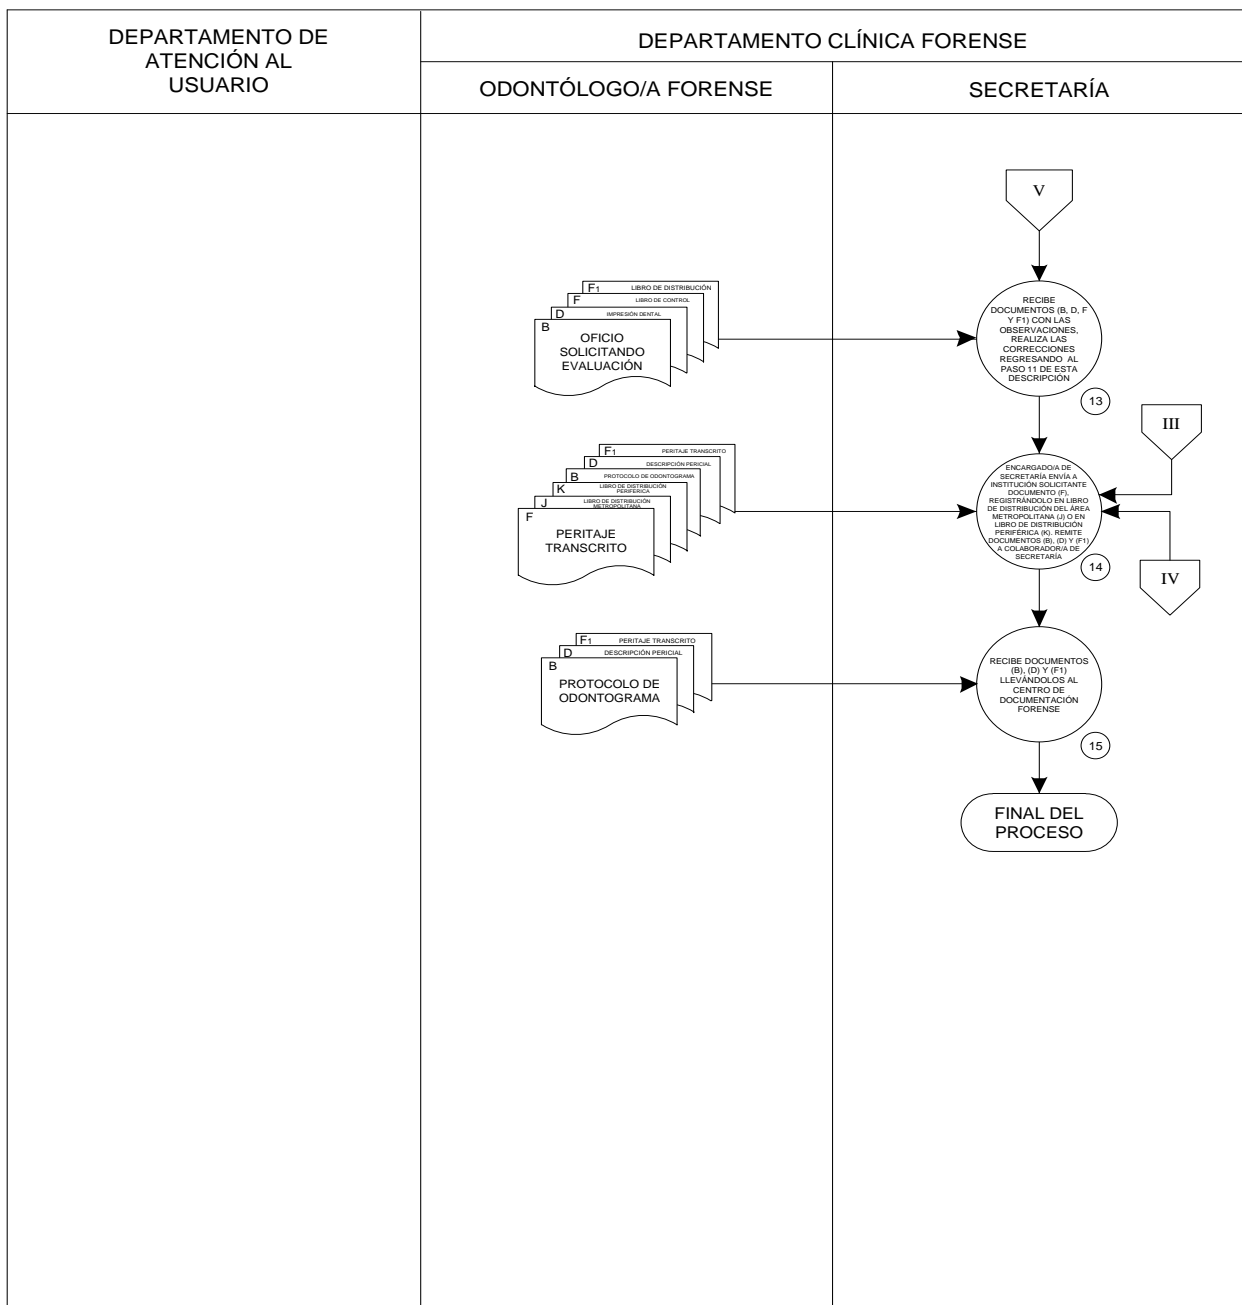 DEPARTAMENTO DE
ATENCIÓN AL
USUARIO
DEPARTAMENTO CLÍNICA FORENSE
ODONTÓLOGO/A FORENSE
SECRETARÍA
V
F1 LIBRO DE DISTRIBUCIÓN
F LIBRO DE CONTROL
D IMPRESIÓN DENTAL
B
OFICIO
SOLICITANDO
EVALUACIÓN
RECIBE
DOCUMENTOS (B, D, F
Y F1) CON LAS
OBSERVACIONES,
REALIZA LAS
CORRECCIONES
REGRESANDO AL
PASO 11 DE ESTA
DESCRIPCIÓN
13
III
F1 PERITAJE TRANSCRITO
D DESCRIPCIÓN PERICIAL
B PROTOCOLO DE ODONTOGRAMA
K LIBRO DE DISTRIBUCIÓN
PERIFÉRICA
J LIBRO DE DISTRIBUCIÓN
METROPOLITANA
F
PERITAJE
TRANSCRITO
ENCARGADO/A DE
SECRETARÍA ENVÍA A
INSTITUCIÓN SOLICITANTE
DOCUMENTO (F),
REGISTRÁNDOLO EN LIBRO
DE DISTRIBUCIÓN DEL ÁREA
METROPOLITANA (J) O EN
LIBRO DE DISTRIBUCIÓN
PERIFÉRICA (K). REMITE
DOCUMENTOS (B), (D) Y (F1)
A COLABORADOR/A DE
SECRETARÍA
14
IV
F1 PERITAJE TRANSCRITO
D DESCRIPCIÓN PERICIAL
B
PROTOCOLO DE
ODONTOGRAMA
RECIBE DOCUMENTOS
(B), (D) Y (F1)
LLEVÁNDOLOS AL
CENTRO DE
DOCUMENTACIÓN
FORENSE
15
FINAL DEL
PROCESO